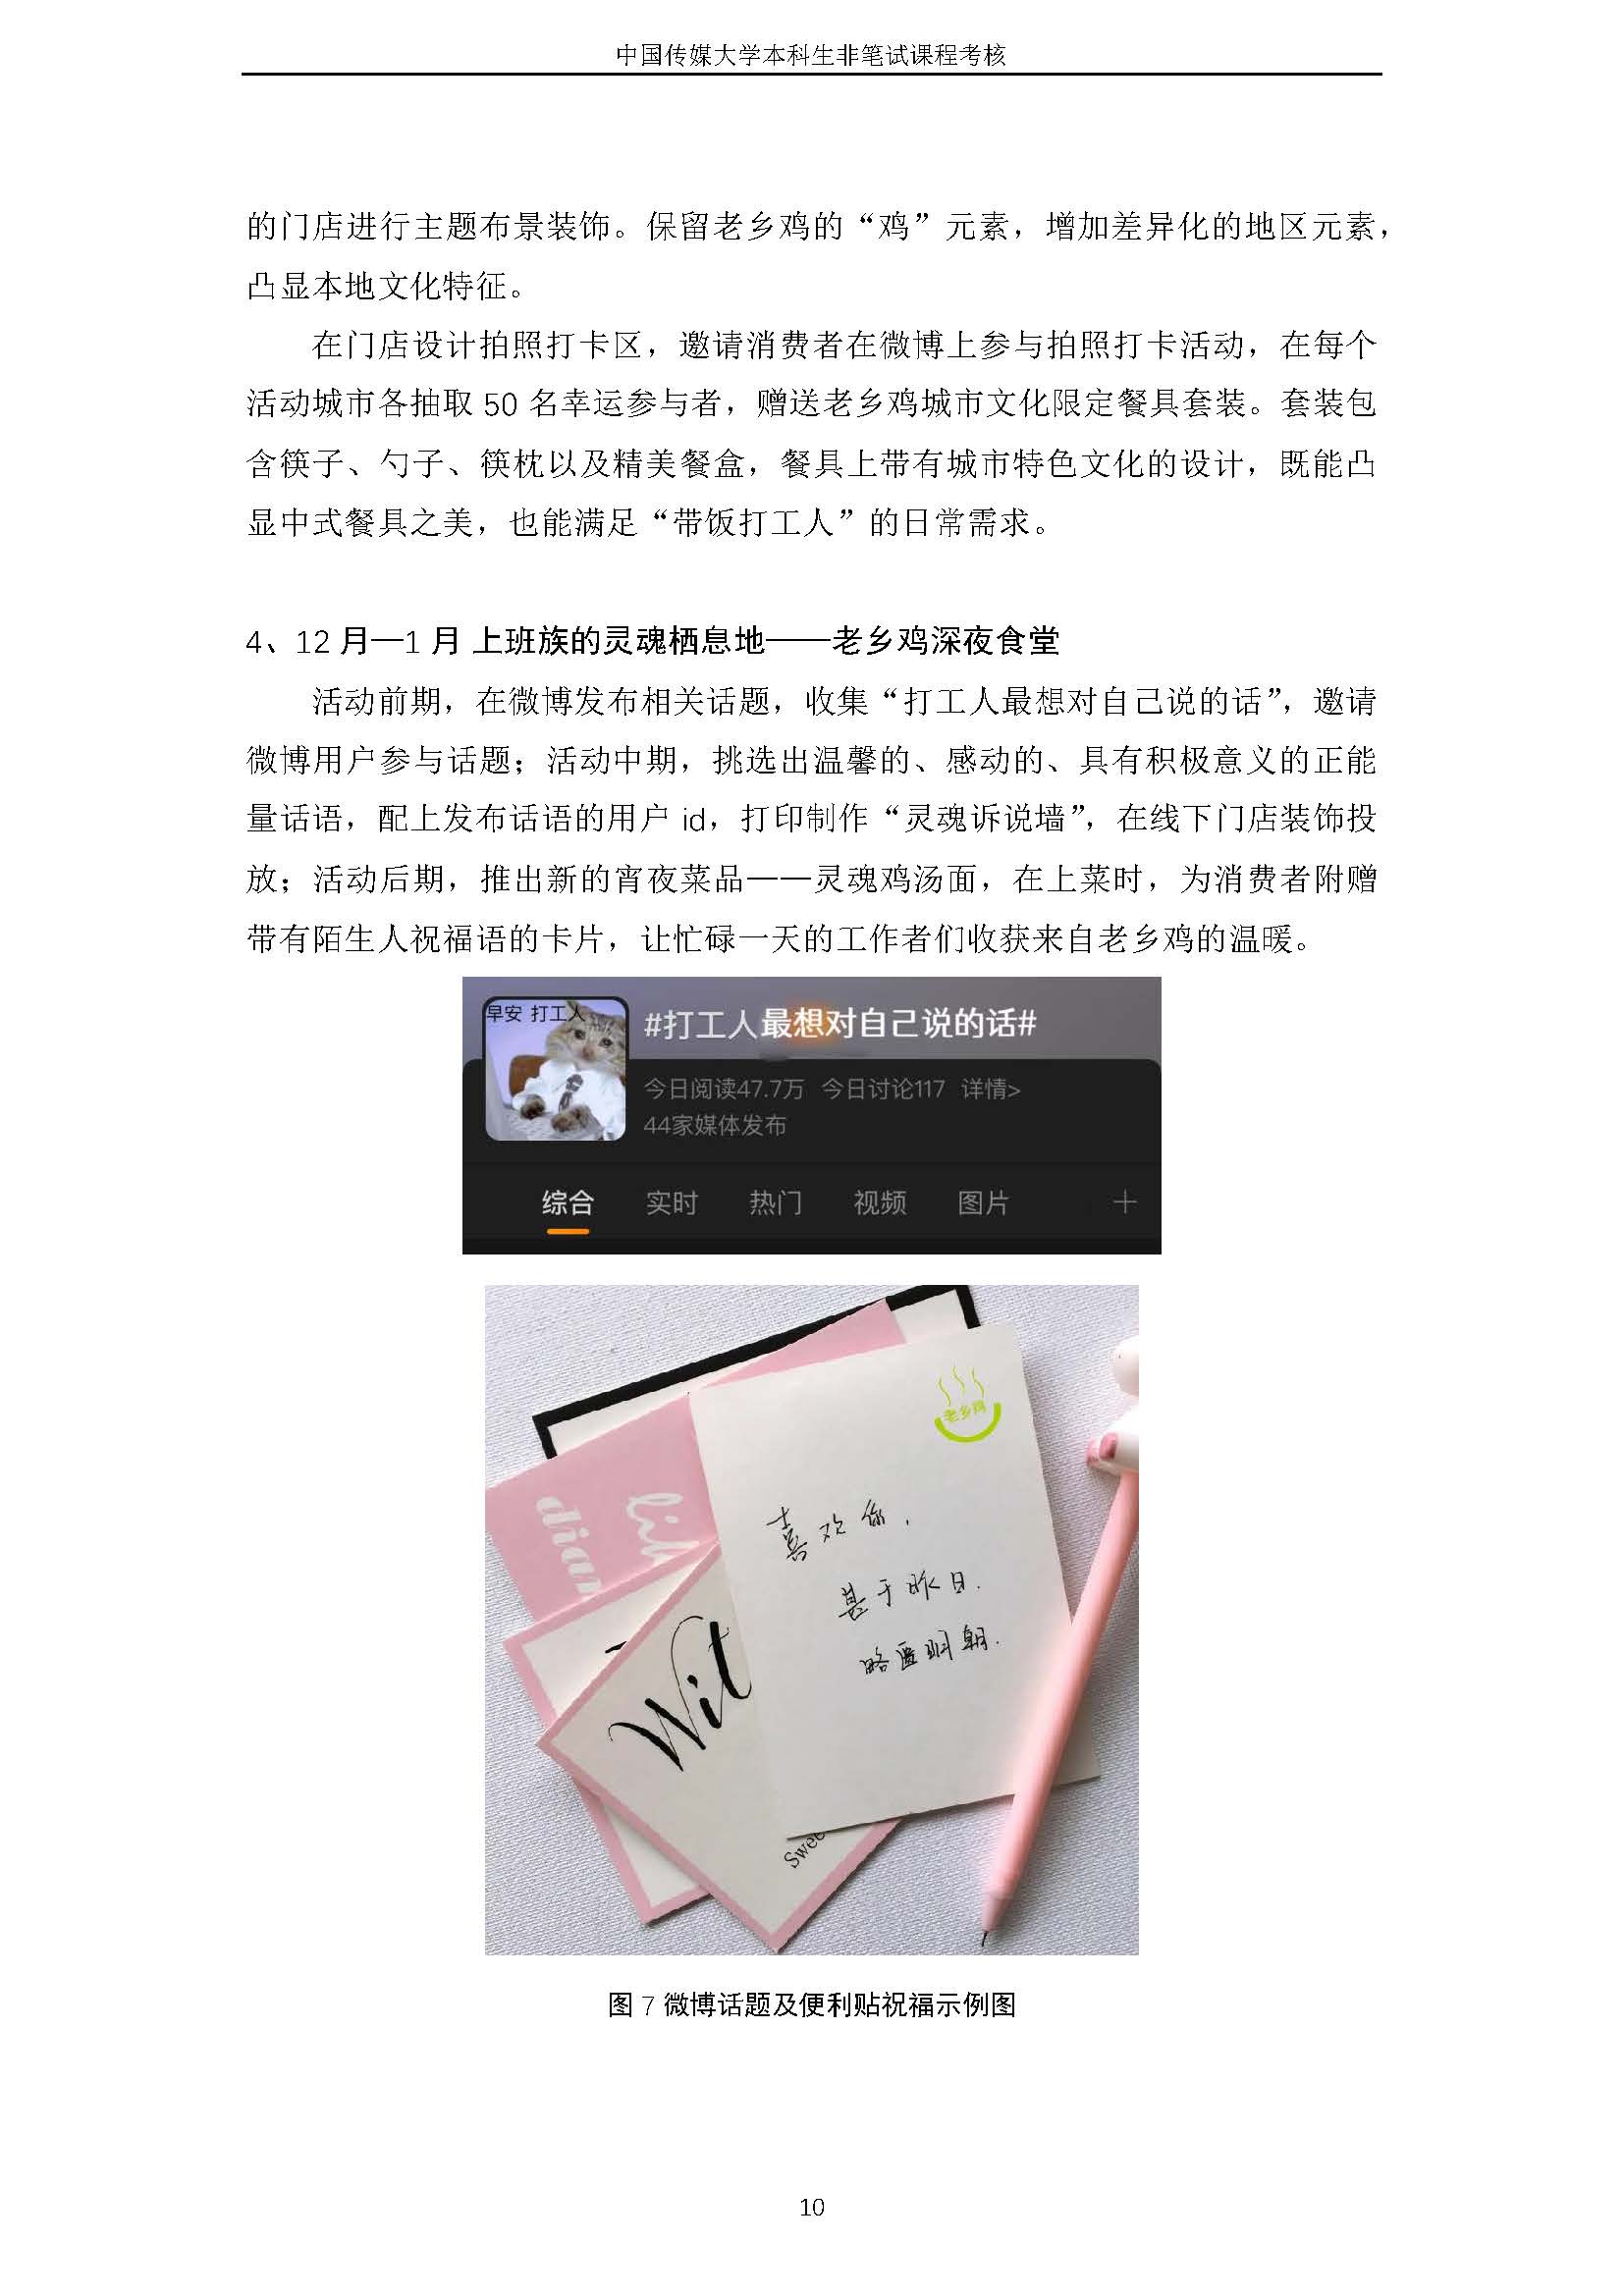 中国传媒大学本科生非笔试课程考核
的门店进行主题布景装饰。保留老乡鸡的“鸡”元素，增加差异化的地区元素，
凸显本地文化特征。
在门店设计拍照打卡区，邀请消费者在微博上参与拍照打卡活动，在每个
活动城市各抽取 50 名幸运参与者，赠送老乡鸡城市文化限定餐具套装。套装包
含筷子、勺子、筷枕以及精美餐盒，餐具上带有城市特色文化的设计，既能凸
显中式餐具之美，也能满足“带饭打工人”的日常需求。
4、12 月—1 月 上班族的灵魂栖息地——老乡鸡深夜食堂
活动前期，在微博发布相关话题，收集“打工人最想对自己说的话”，邀请
微博用户参与话题；活动中期，挑选出温馨的、感动的、具有积极意义的正能
量话语，配上发布话语的用户 id，打印制作“灵魂诉说墙”，在线下门店装饰投
放；活动后期，推出新的宵夜菜品——灵魂鸡汤面，在上菜时，为消费者附赠
带有陌生人祝福语的卡片，让忙碌一天的工作者们收获来自老乡鸡的温暖。
早安 打工人
#打工人最想对自己说的话#
今日阅读47.7万 今日讨论117 详情>
44家媒体发布
综合 实时 热门 视频 图片
老乡鸡
喜欢你，
甚于昨日.
略匮明朝.
Wit
Swee
图 7 微博话题及便利贴祝福示例图
10